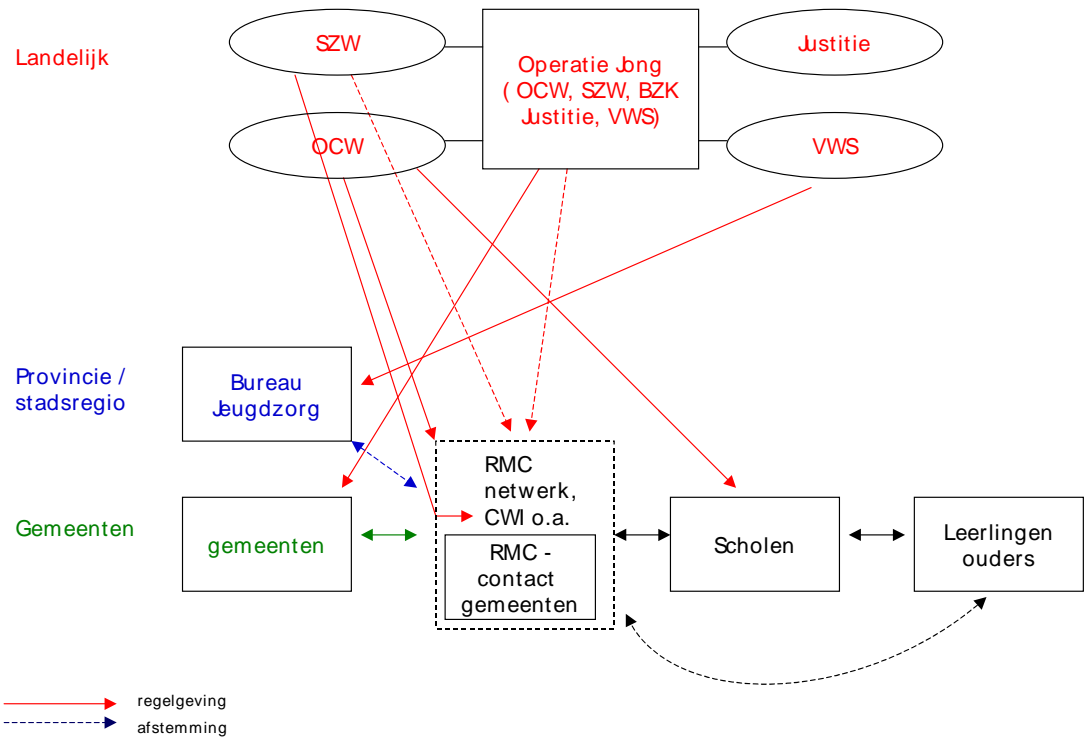 Landelijk
SZW
OCW
Operatie Jong
( OCW, SZW, BZK
Justitie, VWS)
Justitie
VWS
Provincie /
stadsregio
Bureau
Jeugdzorg
Gemeenten
gemeenten
RMC
netwerk,
CWI o.a.
RMC -
contact
gemeenten
Scholen
Leerlingen
ouders
regelgeving
afstemming